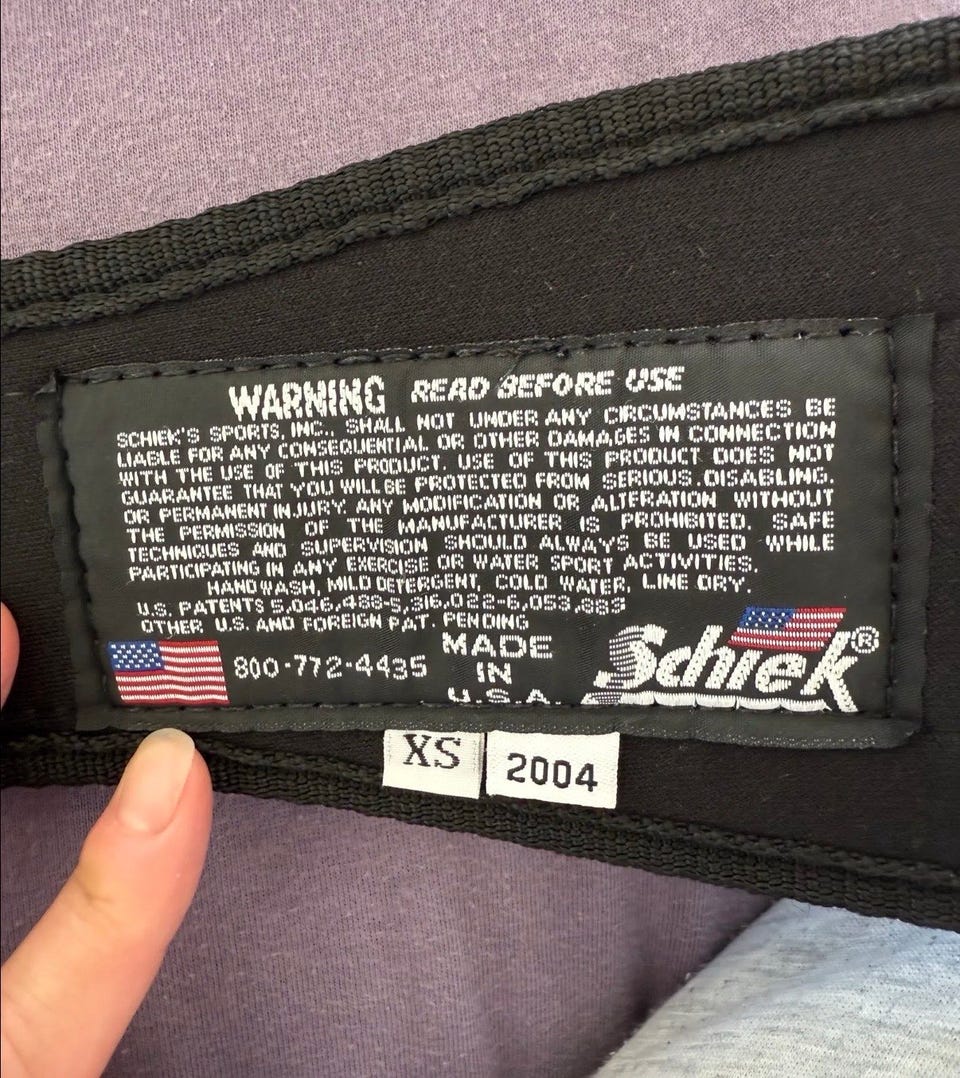 WARNING READ BEFORE USE
SCHIEK'S SPORTS, INC. SHALL NOT UNDER ANY CIRCUMSTANCES BE
LIABLE FOR ANY CONSEQUENTIAL OR OTHER DAMAGES IN CONNECTION
WITH THE USE OF THIS PRODUCT. USE OF THIS PRODUCT DOES NOT
GUARANTEE THAT YOU WILL BE PROTECTED FROM SERIOUS.DISABLING.
OR PERMANENT INJURY. ANY MODIFICATION OR ALTERATION WITHOUT
THE PERMISSION OF THE MANUFACTURER IS PROHIBITED. SAFE
TECHNIQUES AND SUPERVISION SHOULD ALWAYS BE USED WHILE
PARTICIPATING IN ANY EXERCISE OR WATER SPORT ACTIVITIES.
HAND WASH, MILD DETERGENT, COLD WATER, LINE DRY.
U.S. PATENTS 5,046,488-5,316,022-6,053,883
OTHER U.S. AND FOREIGN PAT. PENDING
800-772-4435
MADE
IN
U.S.A.
Schiek®
XS
2004